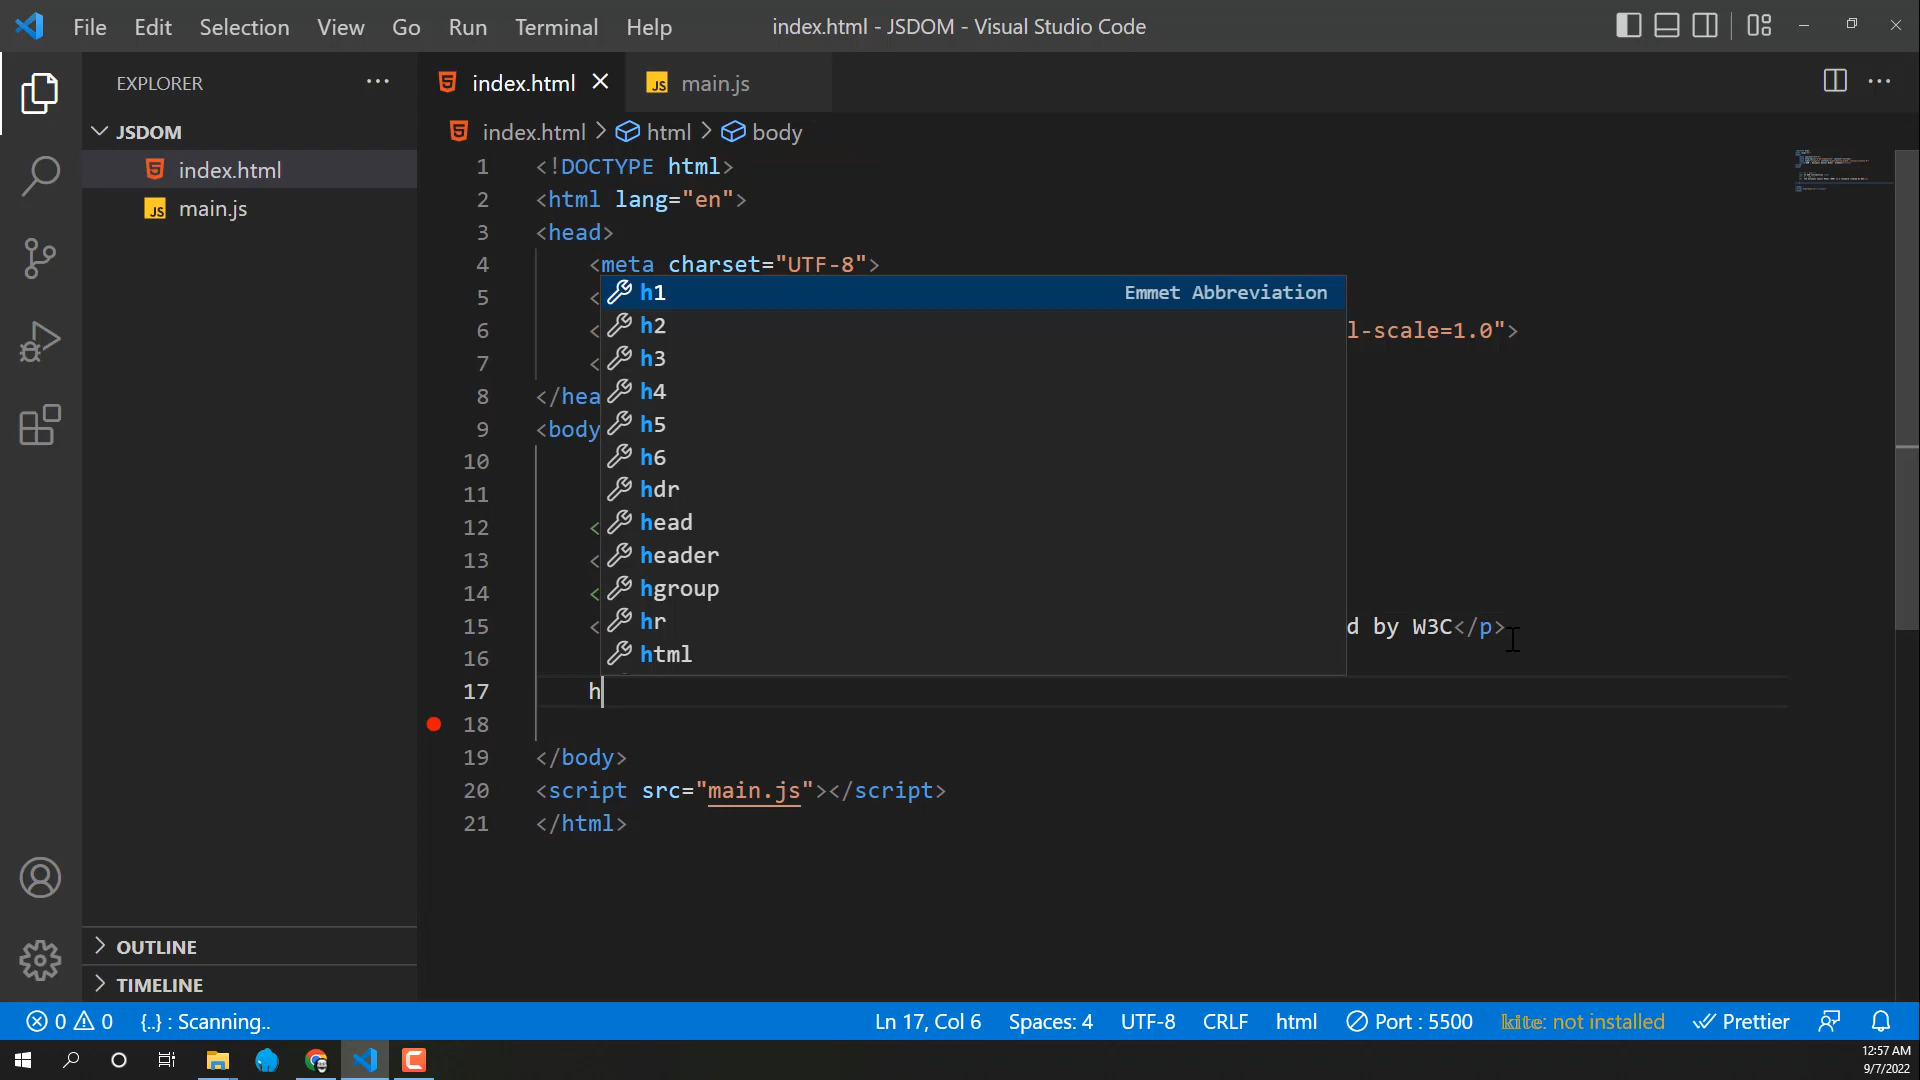 File Edit Selection View Go Run Terminal Help
index.html - JSDOM - Visual Studio Code
EXPLORER
JSDOM
index.html
main.js
OUTLINE
TIMELINE
index.html
JS main.js
index.html > html > body
1 <!DOCTYPE html>
2 <html lang="en">
3 <head>
4 <meta charset="UTF-8">
5 <
6 < l-scale=1.0">
7 <
8 </hea
9 <body
10
11
12 <
13 <
14 <
15 < d by W3C</p>
16
17 h
18
19 </body>
20 <script src="main.js"></script>
21 </html>
h1 Emmet Abbreviation
h2
h3
h4
h5
h6
hdr
head
header
hgroup
hr
html
0 0 {..} : Scanning.. Ln 17, Col 6 Spaces: 4 UTF-8 CRLF html Port : 5500 kite: not installed Prettier
12:57 AM
9/7/2022